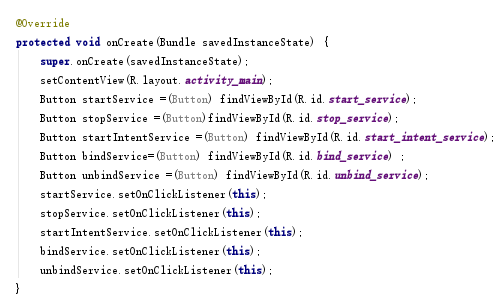 @Override
protected void onCreate(Bundle savedInstanceState) {
super.onCreate(savedInstanceState);
setContentView(R.layout.activity_main);
Button startService =(Button) findViewById(R.id.start_service);
Button stopService =(Button)findViewById(R.id.stop_service);
Button startIntentService =(Button) findViewById(R.id.start_intent_service);
Button bindService=(Button) findViewById(R.id.bind_service) ;
Button unbindService =(Button) findViewById(R.id.unbind_service);
startService.setOnClickListener(this);
stopService.setOnClickListener(this);
startIntentService.setOnClickListener(this);
bindService.setOnClickListener(this);
unbindService.setOnClickListener(this);
}